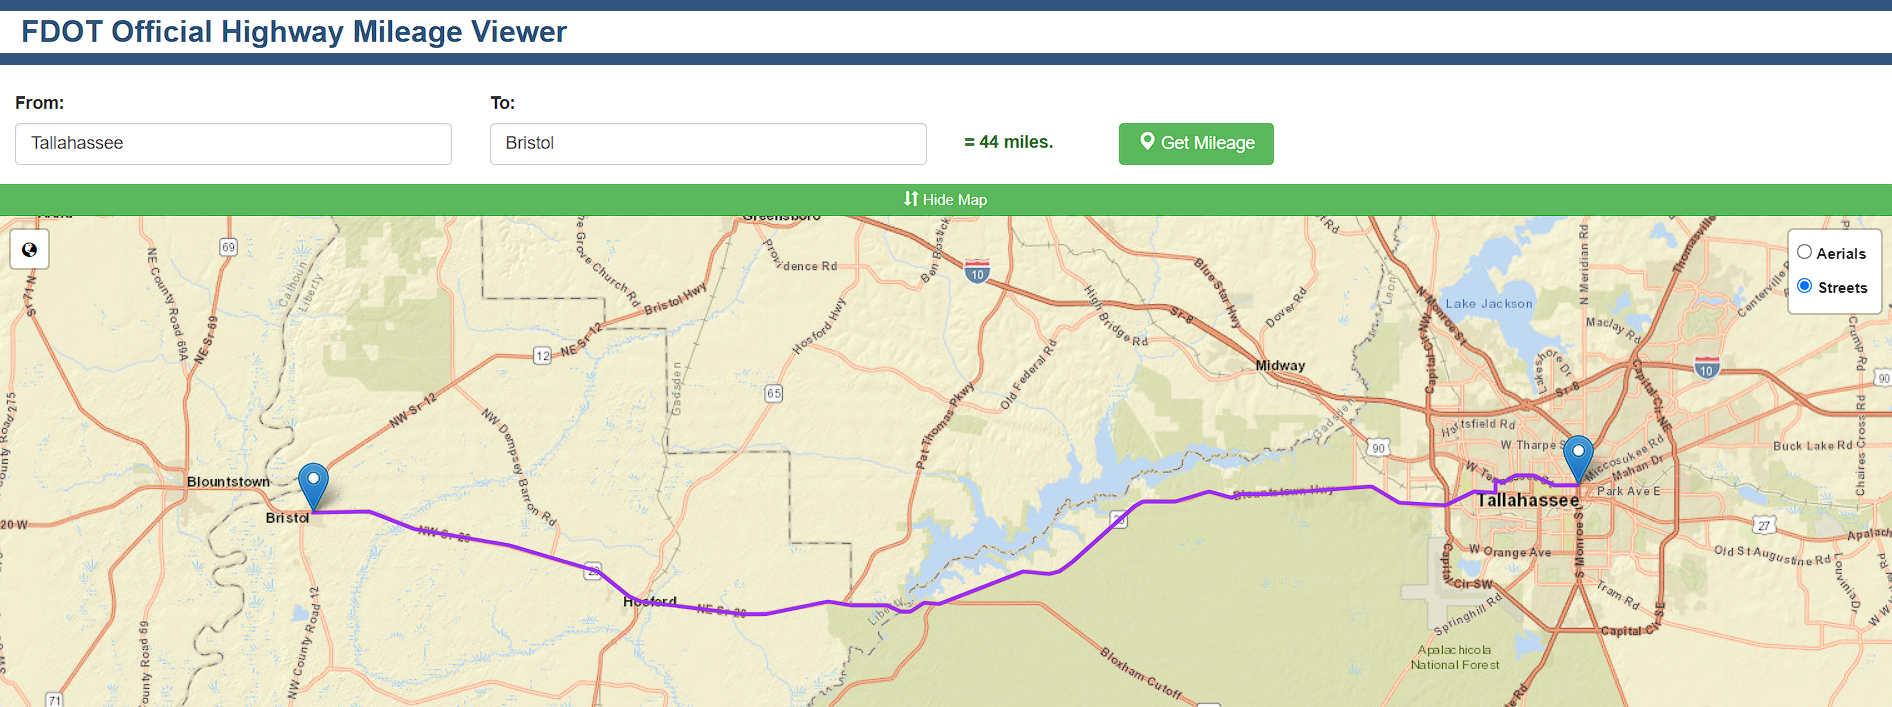 FDOT Official Highway Mileage Viewer
From:
To:
Tallahassee
Bristol
= 44 miles.
Get Mileage
Hide Map
Greensboro
69
NE County Road 69A
Sr 71 N
NE Sr 69
Calhoun
Liberty
Grove Church Rd
Bristol Hwy
Providence Rd
Ben Bostick
10
Hosford Hwy
High Bridge Rd
Sr 8
Blue Star Hwy
Dover Rd
Leon
N Monroe St
Capital Cir NW
Lake Jackson
N Meridian Rd
Maclay Rd
Thomasville
Centerville
Aerials
Streets
12
NE Sr 12
Gadsden
65
Old Federal Rd
Midway
Lakeshore Dr
Sr 8
10
Capital Cir NE
Crump Rd
90
County Road 275
NW Sr 12
NW Dempsey Barron Rd
Pat Thomas Pkwy
Gadsden
90
W Tharpe S
Miccosukee Rd
Mahan Dr
Buck Lake Rd
Chaires Cross Rd
Blountstown
Bristol
20 W
Blountstown Hwy
Tallahassee
Park Ave E
27
Apalach
NW Sr 20
20
20
Hosford
NE Sr 20
Liberty
W Orange Ave
S Monroe St
Old St Augustine Rd
Louvinia Dr
Capital
Cir SW
Springhill Rd
Tram Rd
Capital Cir SE
W W
County Road 69
NW County Road 12
71
Bloxham Cutoff
Apalachicola
National Forest
Rd